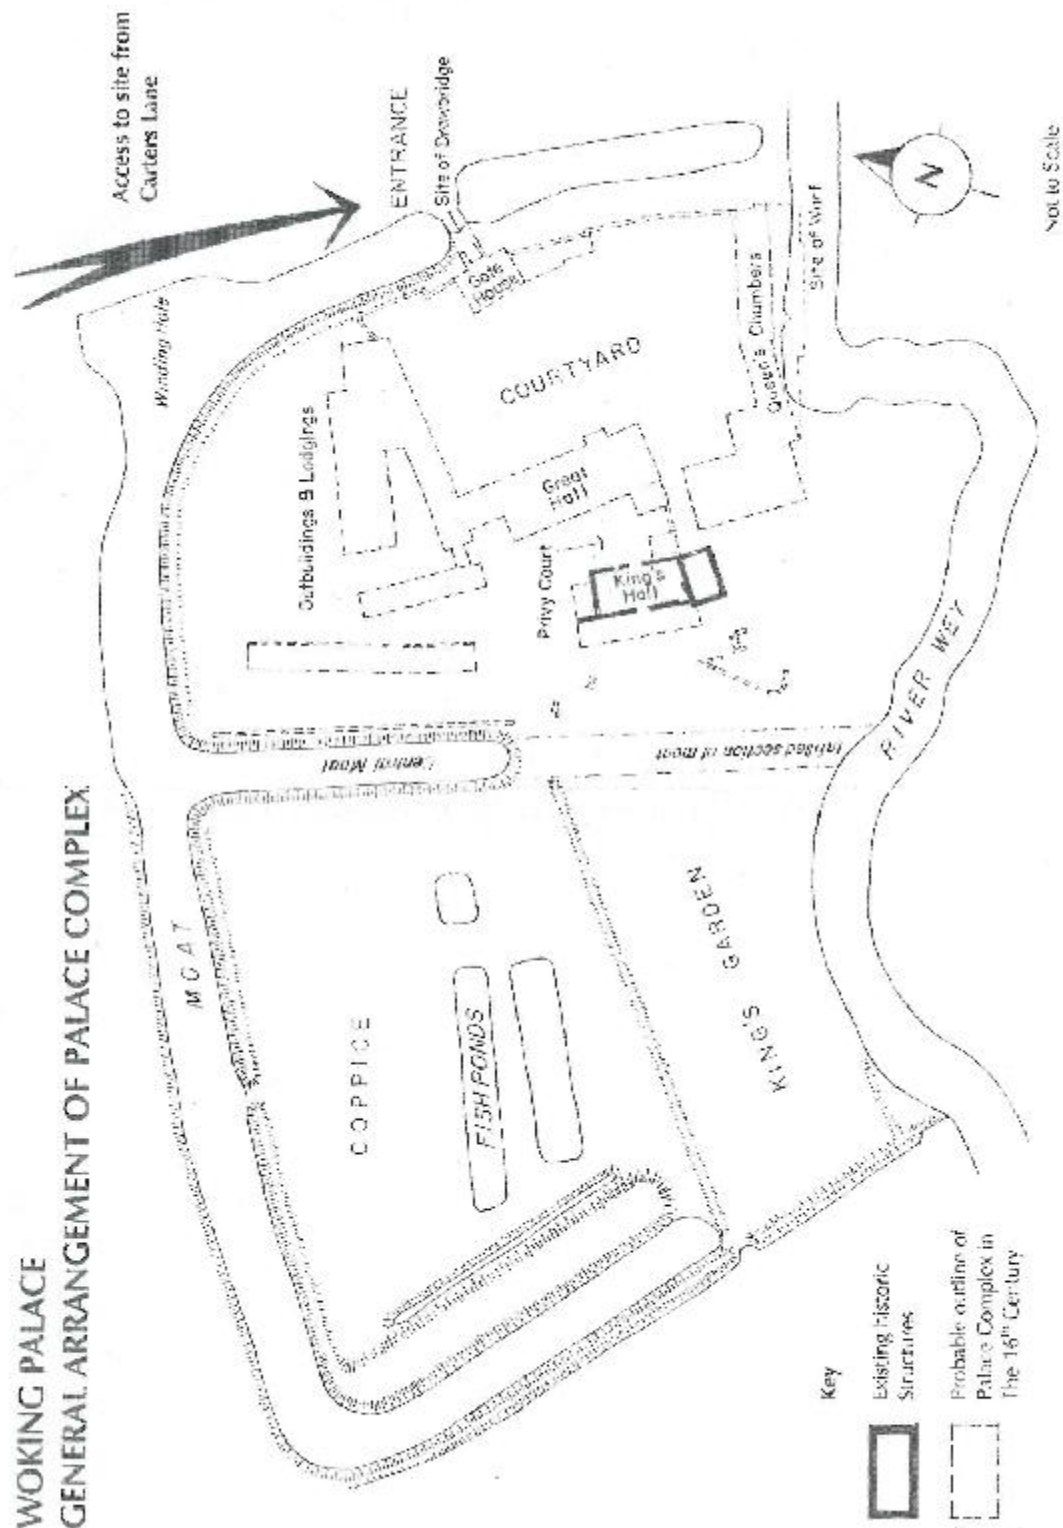 WOKING PALACE
GENERAL ARRANGEMENT OF PALACE COMPLEX
Access to site from
Carters Lane
ENTRANCE
Site of Drawbridge
Winding Hole
Gate
House
Outbuildings & Lodgings
COURTYARD
Great
Hall
Queen's Chambers
Site of Wharf
Privy Court
King's
Hall
MOAT
Central Moat
Infilled section of moat
RIVER WEY
COPPICE
FISH PONDS
KING'S GARDEN
N
Not to Scale
Key
Existing historic
Structures
Probable outline of
Palace Complex in
The 16th Century